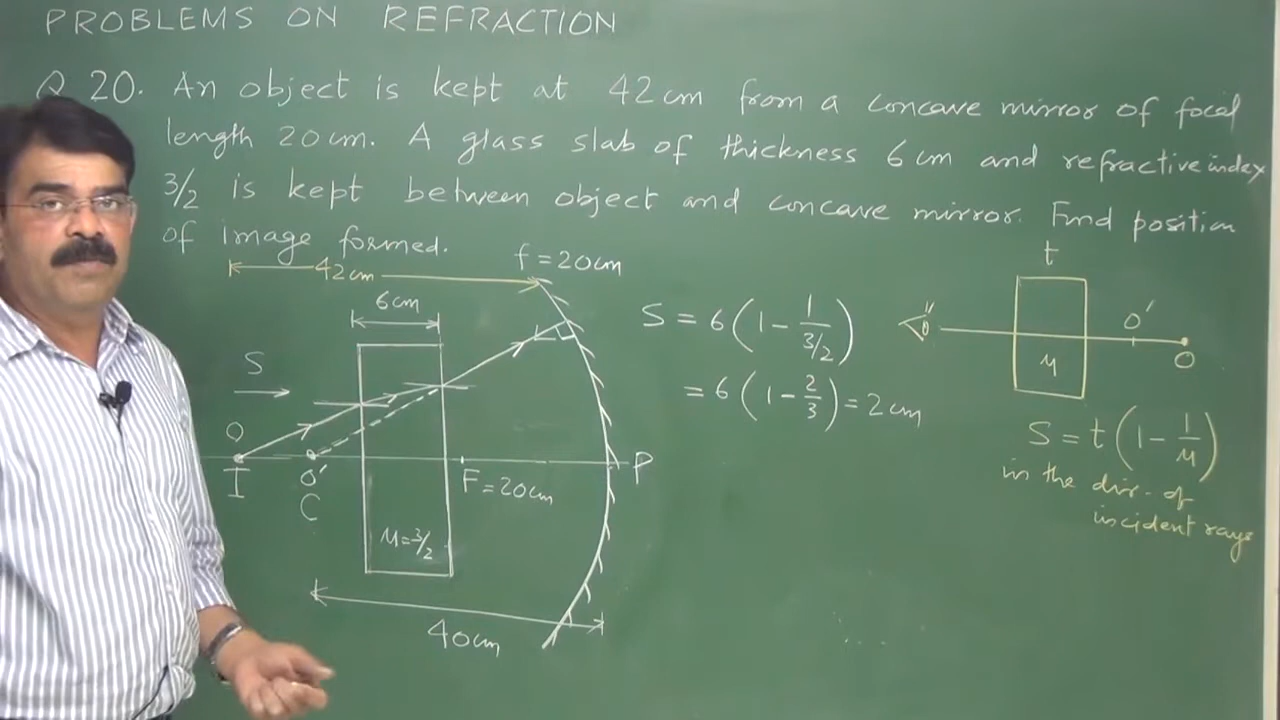 PROBLEMS ON REFRACTION
Q 20. An object is kept at 42 cm from a concave mirror of focal
length 20 cm. A glass slab of thickness 6 cm and refractive index
3/2 is kept between object and concave mirror. Find position
of image formed.
42 cm
f = 20 cm
6 cm
S
O
I
O'
C
F = 20 cm
P
μ = 3/2
40 cm
S = 6 (1 - 1/(3/2))
= 6 (1 - 2/3) = 2 cm
t
O'
O
μ
S = t (1 - 1/μ)
in the dir. of
incident rays